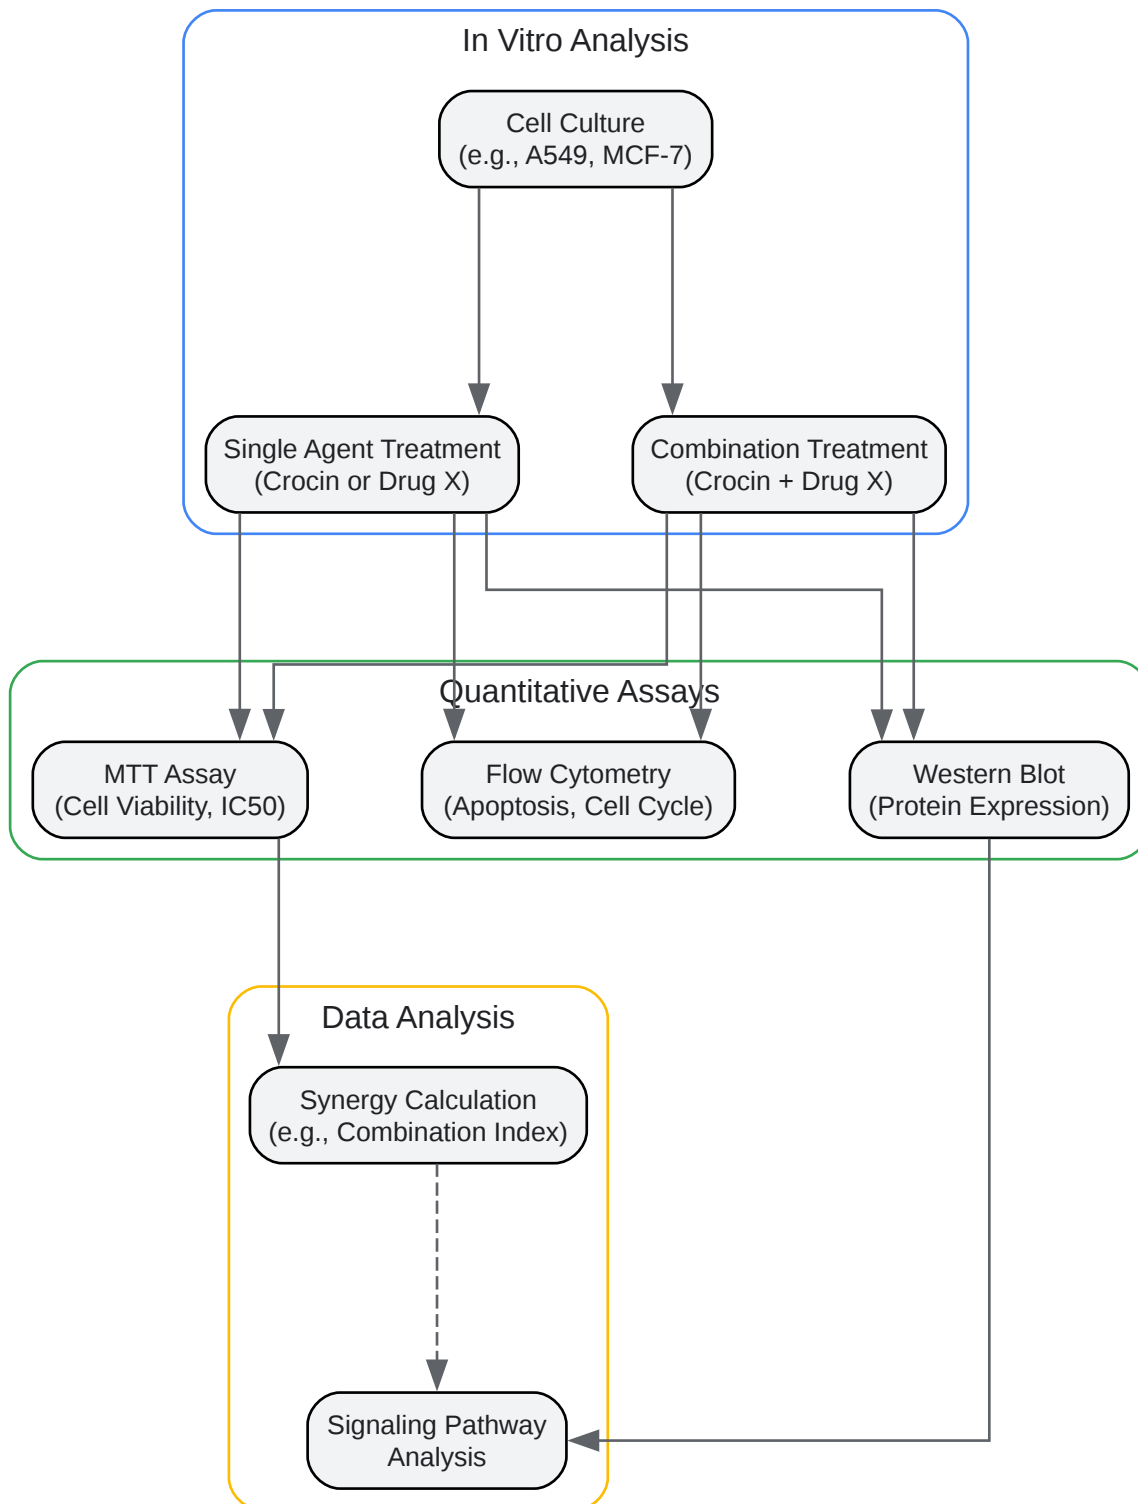 In Vitro Analysis
Cell Culture
(e.g., A549, MCF-7)
Single Agent Treatment
(Crocin or Drug X)
Combination Treatment
(Crocin + Drug X)
Quantitative Assays
MTT Assay
(Cell Viability, IC50)
Flow Cytometry
(Apoptosis, Cell Cycle)
Western Blot
(Protein Expression)
Data Analysis
Synergy Calculation
(e.g., Combination Index)
Signaling Pathway
Analysis